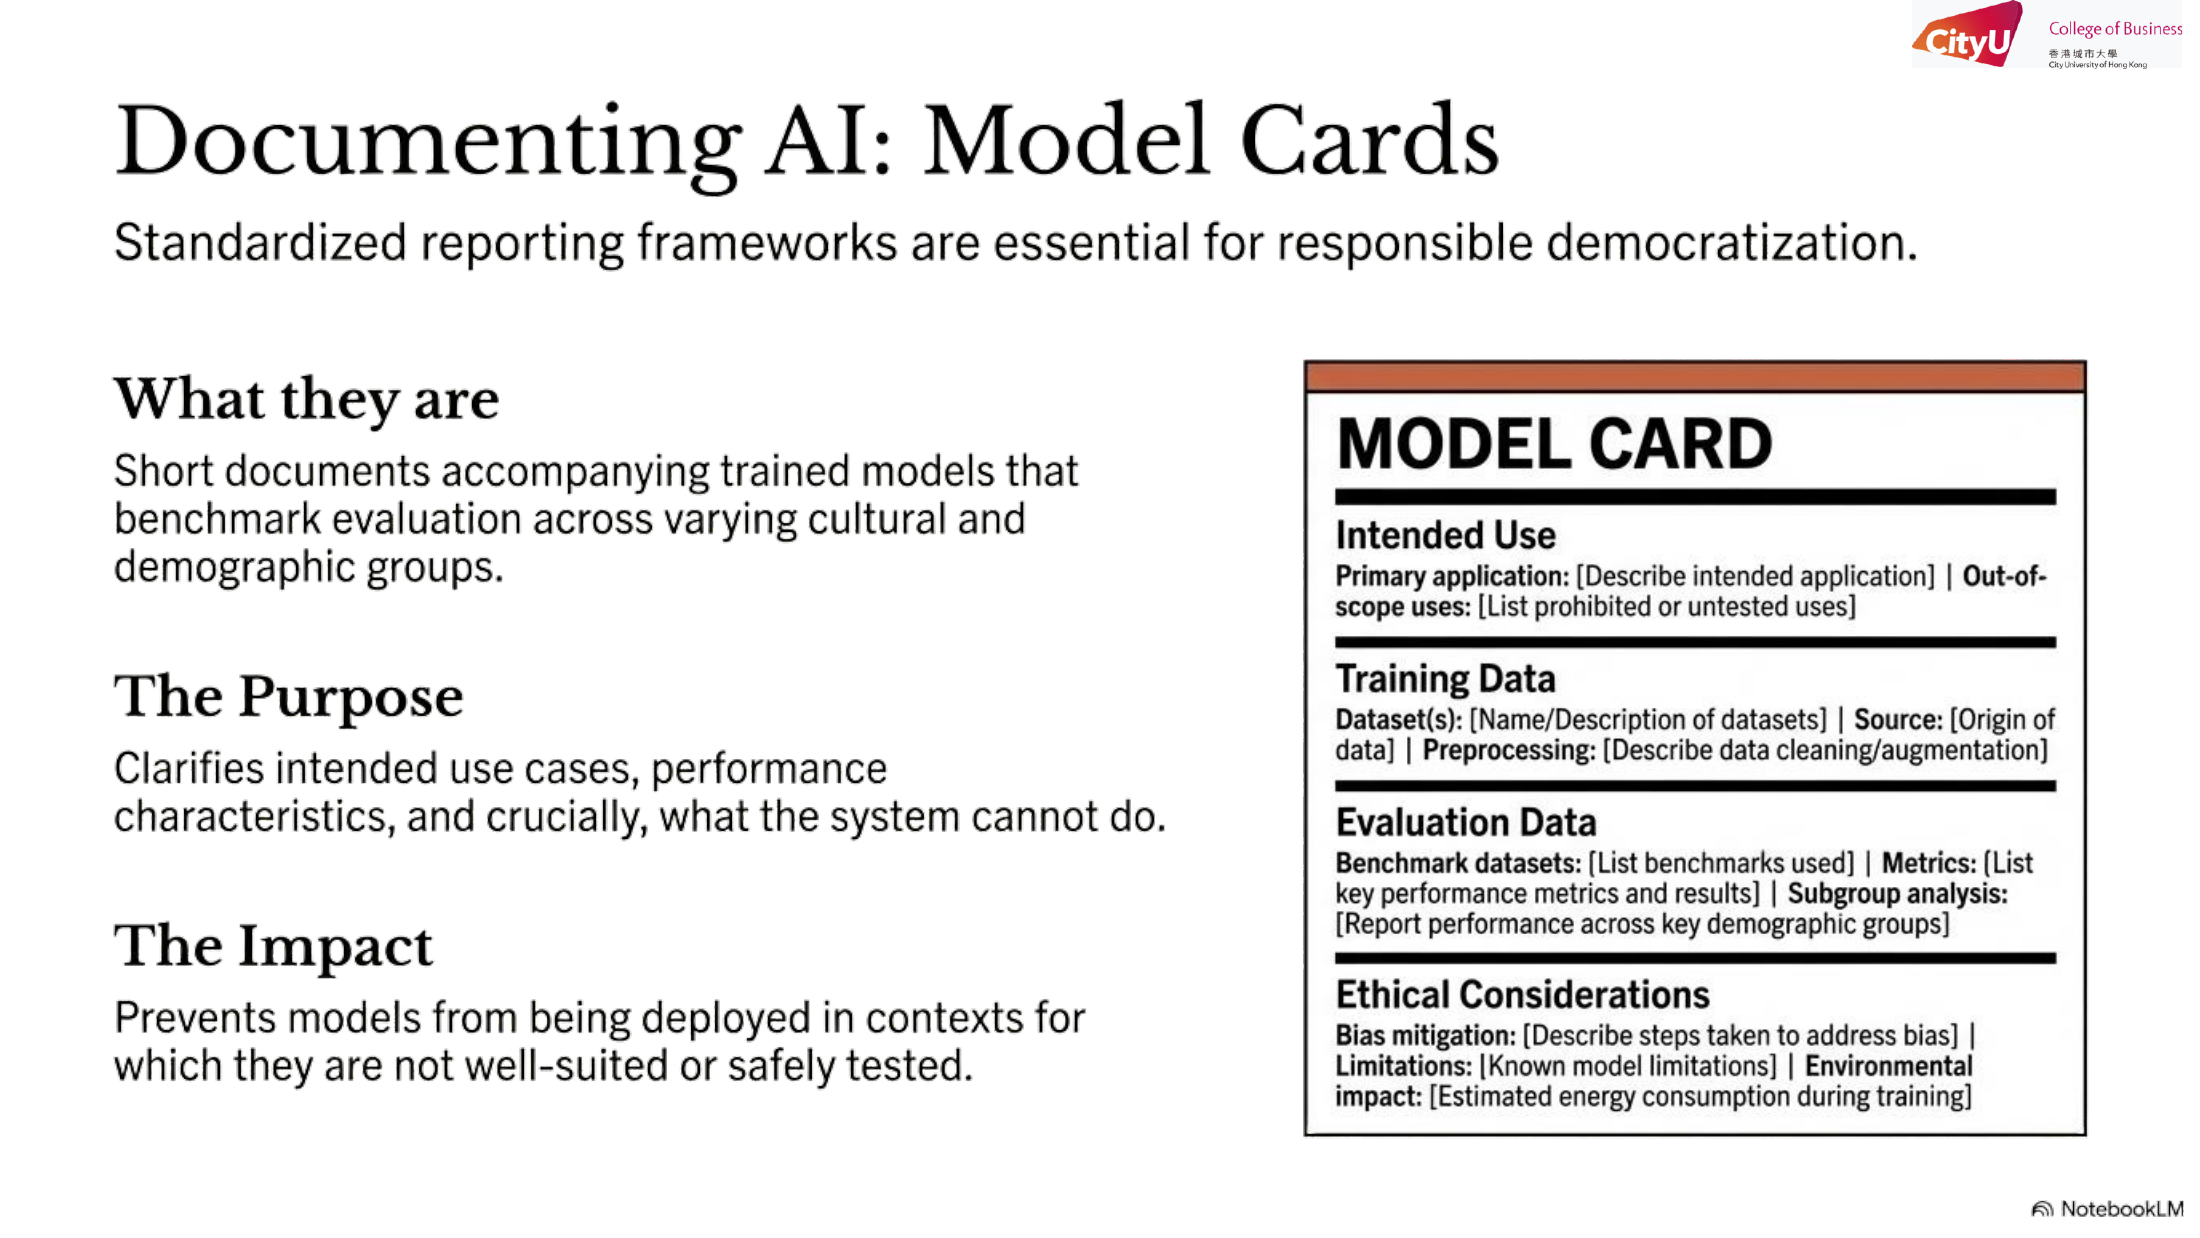 CityU
College of Business
香港城市大學
City University of Hong Kong
Documenting AI: Model Cards
Standardized reporting frameworks are essential for responsible democratization.
What they are
Short documents accompanying trained models that
benchmark evaluation across varying cultural and
demographic groups.
The Purpose
Clarifies intended use cases, performance
characteristics, and crucially, what the system cannot do.
The Impact
Prevents models from being deployed in contexts for
which they are not well-suited or safely tested.
MODEL CARD
Intended Use
Primary application: [Describe intended application] | Out-of-
scope uses: [List prohibited or untested uses]
Training Data
Dataset(s): [Name/Description of datasets] | Source: [Origin of
data] | Preprocessing: [Describe data cleaning/augmentation]
Evaluation Data
Benchmark datasets: [List benchmarks used] | Metrics: [List
key performance metrics and results] | Subgroup analysis:
[Report performance across key demographic groups]
Ethical Considerations
Bias mitigation: [Describe steps taken to address bias] |
Limitations: [Known model limitations] | Environmental
impact: [Estimated energy consumption during training]
NotebookLM